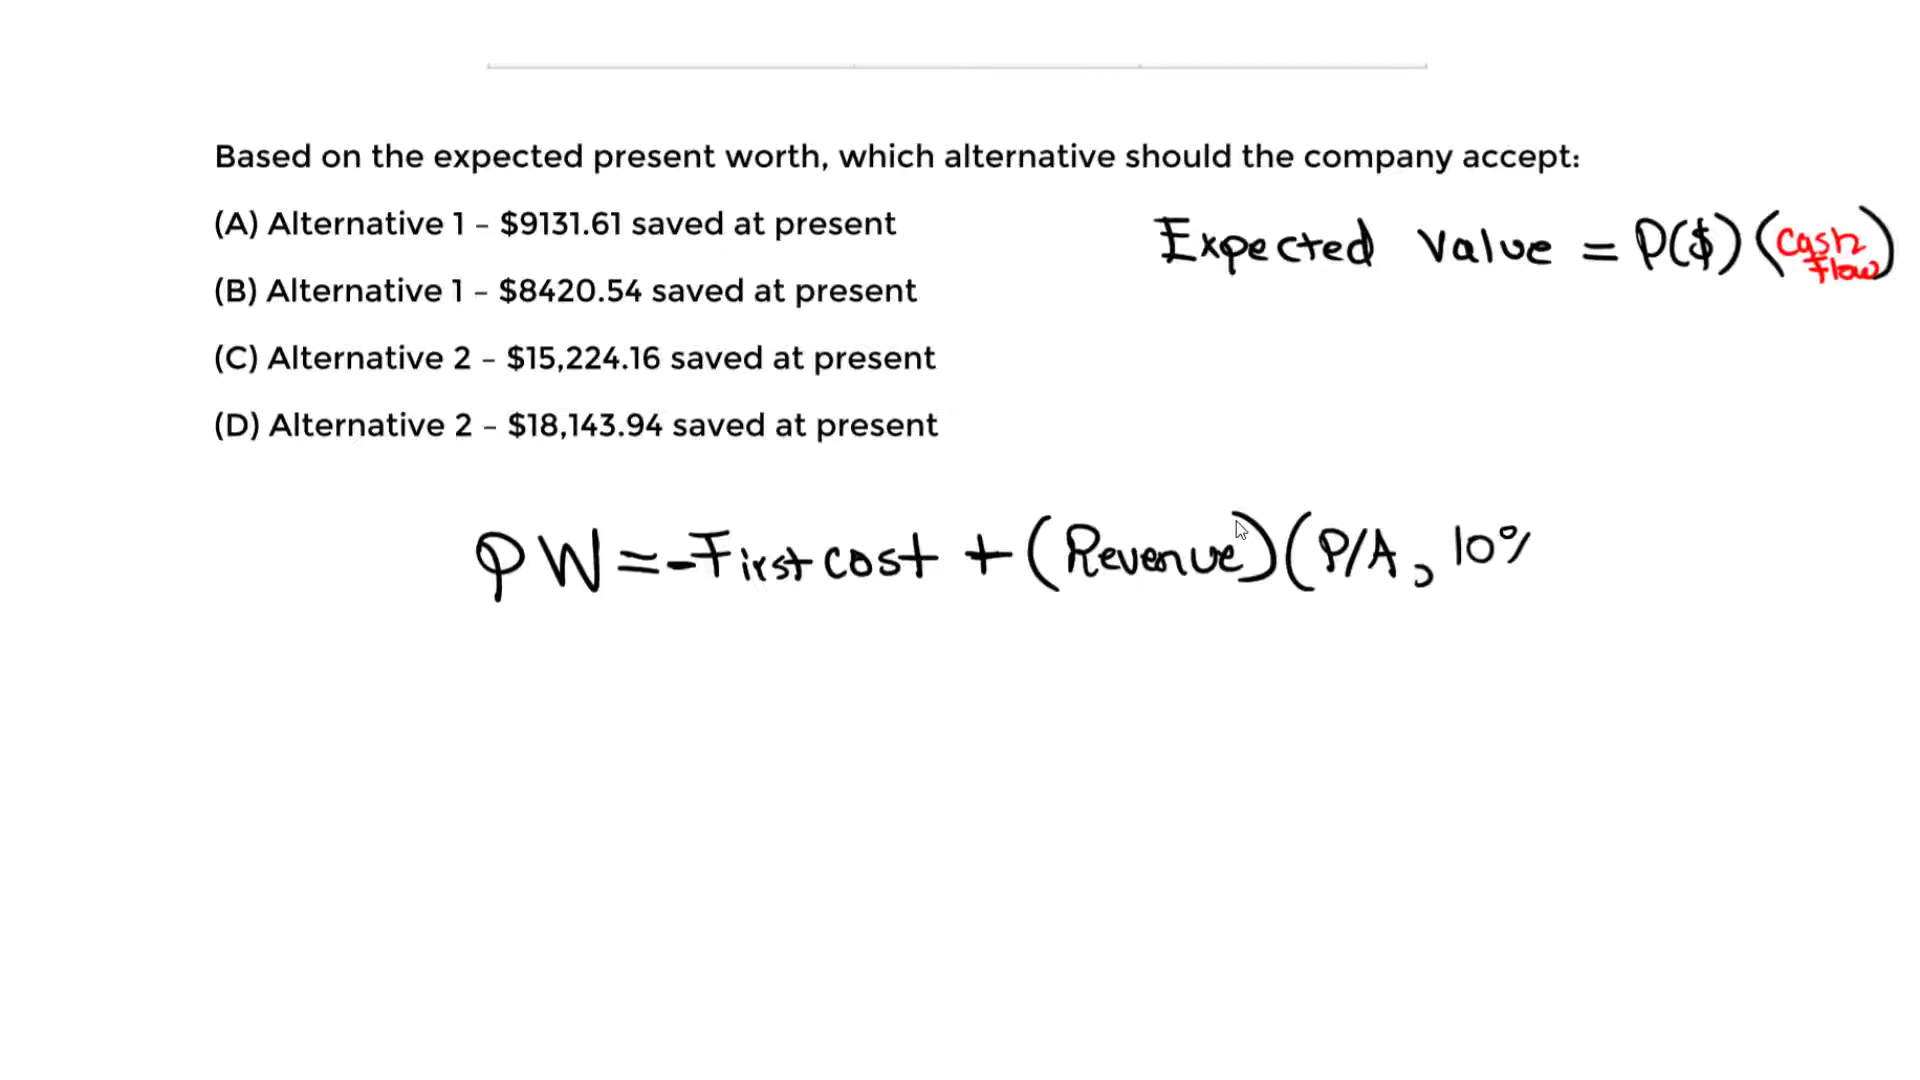 Based on the expected present worth, which alternative should the company accept:
(A) Alternative 1 – $9131.61 saved at present
(B) Alternative 1 – $8420.54 saved at present
(C) Alternative 2 – $15,224.16 saved at present
(D) Alternative 2 – $18,143.94 saved at present
Expected Value = P($) (Cash Flow)
PW = -First cost + (Revenue) (P/A, 10%